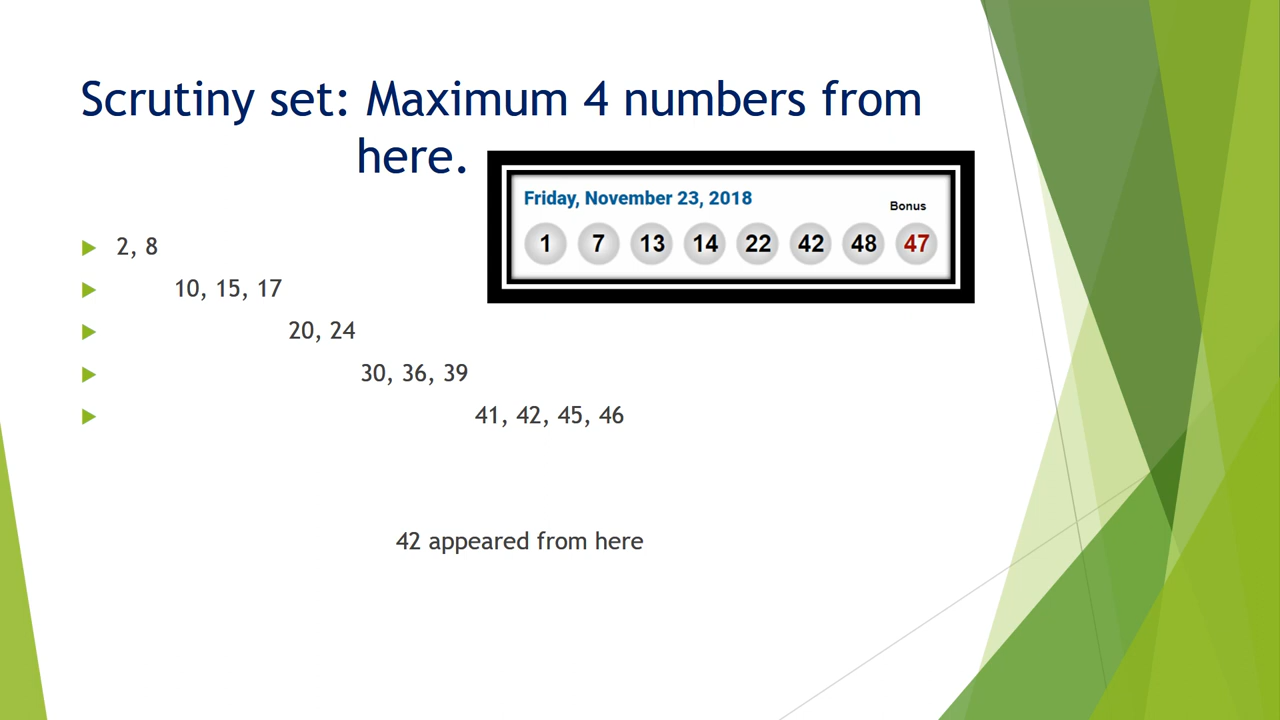 Scrutiny set: Maximum 4 numbers from
here.
Friday, November 23, 2018
Bonus
1 7 13 14 22 42 48 47
2, 8
10, 15, 17
20, 24
30, 36, 39
41, 42, 45, 46
42 appeared from here